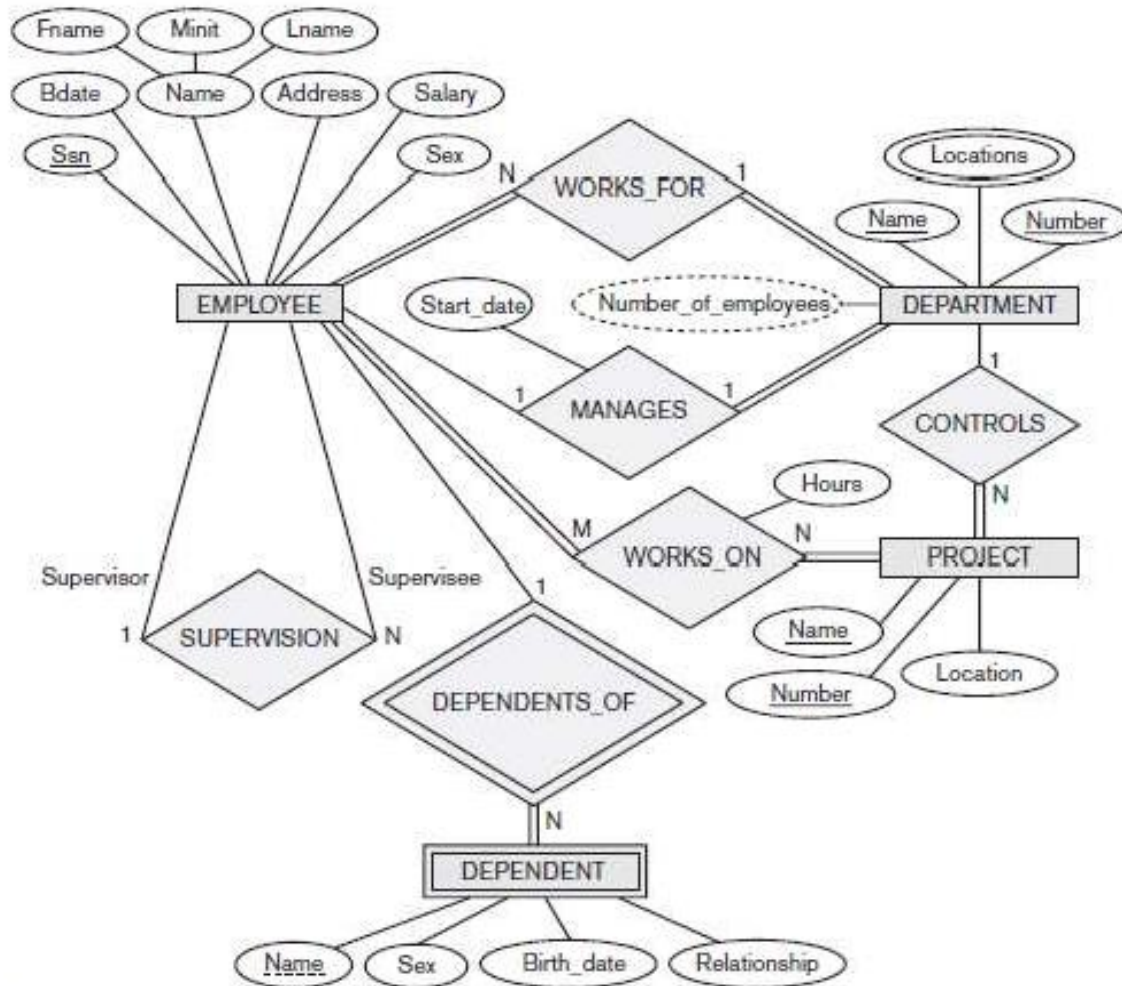 Fname Minit Lname
Bdate Name Address Salary
Ssn Sex
N WORKS_FOR 1
Locations
Name Number
EMPLOYEE
Start_date
Number_of_employees
DEPARTMENT
1 MANAGES 1
1
CONTROLS
N
Hours
M WORKS_ON N
PROJECT
Name
Number
Location
Supervisor Supervisee
1 SUPERVISION N
1
DEPENDENTS_OF
N
DEPENDENT
Name Sex Birth_date Relationship